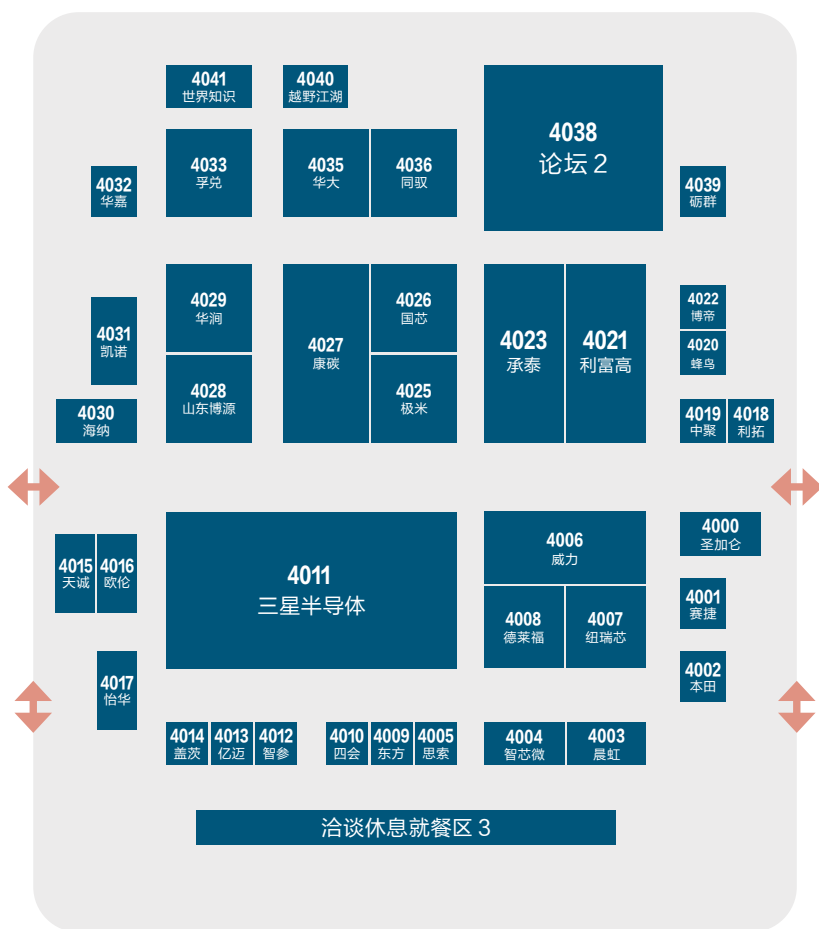 4041
世界知识
4040
越野江湖
4038
论坛 2
4033
孚兑
4035
华大
4036
同驭
4032
华嘉
4039
砺群
4029
华涧
4027
康碳
4026
国芯
4023
承泰
4021
利富高
4022
博帝
4031
凯诺
4020
蜂鸟
4028
山东博源
4025
极米
4030
海纳
4019
中聚
4018
利拓
4000
圣加仑
4006
威力
4015
天诚
4016
欧伦
4011
三星半导体
4001
赛捷
4008
德莱福
4007
纽瑞芯
4017
怡华
4002
本田
4014
盖茨
4013
亿迈
4012
智参
4010
四会
4009
东方
4005
思索
4004
智芯微
4003
晨虹
洽谈休息就餐区 3